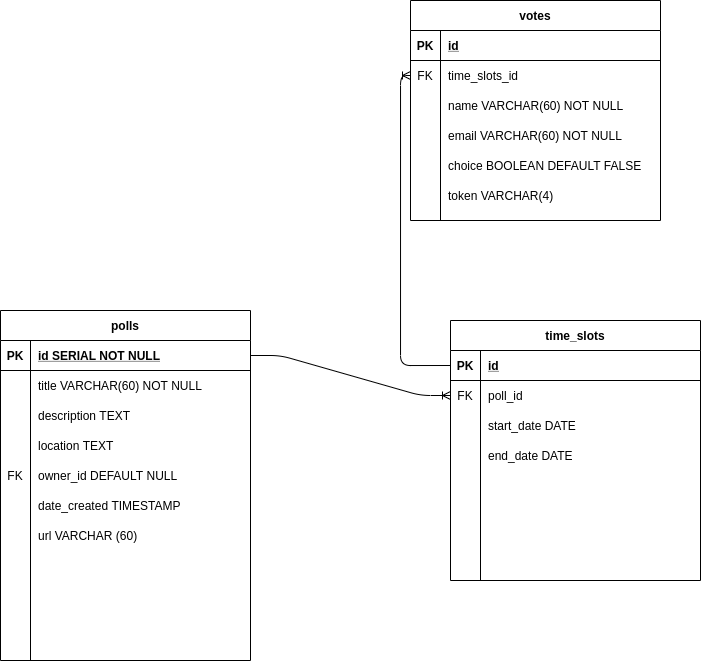 votes
PK id
FK time_slots_id
name VARCHAR(60) NOT NULL
email VARCHAR(60) NOT NULL
choice BOOLEAN DEFAULT FALSE
token VARCHAR(4)
polls
PK id SERIAL NOT NULL
title VARCHAR(60) NOT NULL
description TEXT
location TEXT
FK owner_id DEFAULT NULL
date_created TIMESTAMP
url VARCHAR (60)
time_slots
PK id
FK poll_id
start_date DATE
end_date DATE